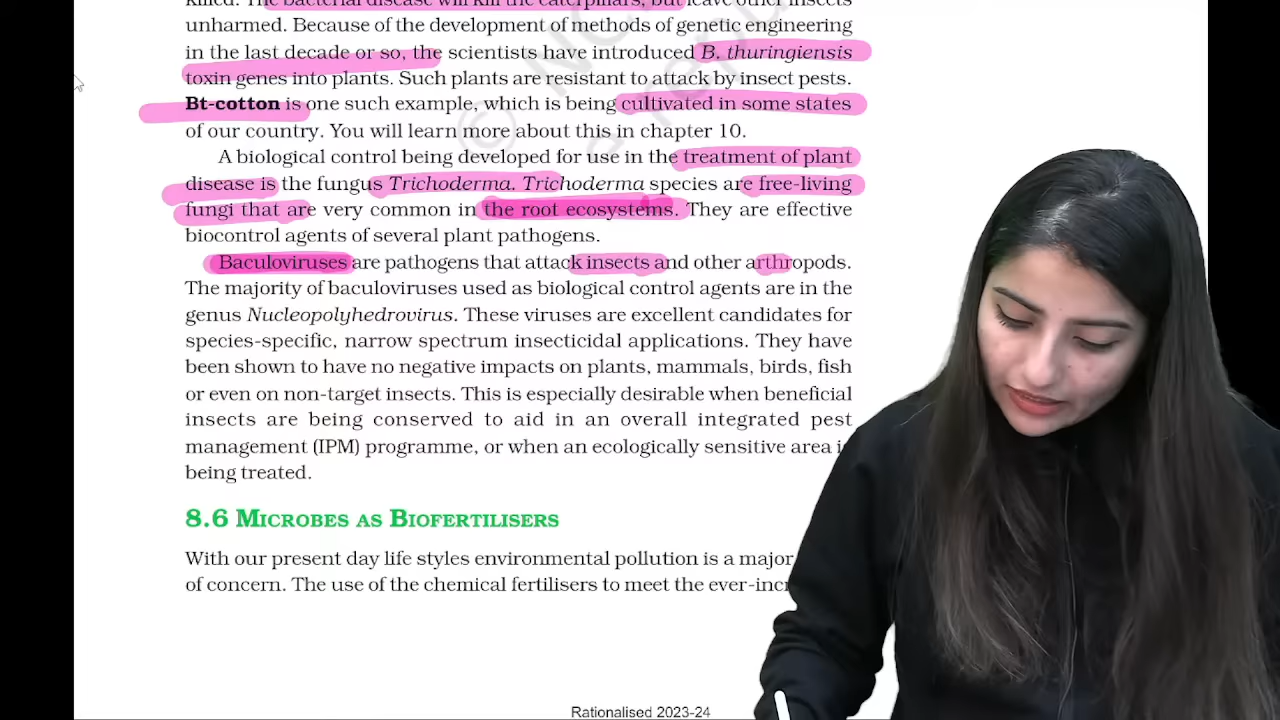 killed. The bacterial disease will kill the caterpillars, but leave other insects
unharmed. Because of the development of methods of genetic engineering
in the last decade or so, the scientists have introduced B. thuringiensis
toxin genes into plants. Such plants are resistant to attack by insect pests.
Bt-cotton is one such example, which is being cultivated in some states
of our country. You will learn more about this in chapter 10.
A biological control being developed for use in the treatment of plant
disease is the fungus Trichoderma. Trichoderma species are free-living
fungi that are very common in the root ecosystems. They are effective
biocontrol agents of several plant pathogens.
Baculoviruses are pathogens that attack insects and other arthropods.
The majority of baculoviruses used as biological control agents are in the
genus Nucleopolyhedrovirus. These viruses are excellent candidates for
species-specific, narrow spectrum insecticidal applications. They have
been shown to have no negative impacts on plants, mammals, birds, fish
or even on non-target insects. This is especially desirable when beneficial
insects are being conserved to aid in an overall integrated pest
management (IPM) programme, or when an ecologically sensitive area
being treated.
8.6 MICROBES AS BIOFERTILISERS
With our present day life styles environmental pollution is a major
of concern. The use of the chemical fertilisers to meet the
Rationalised 2023-24